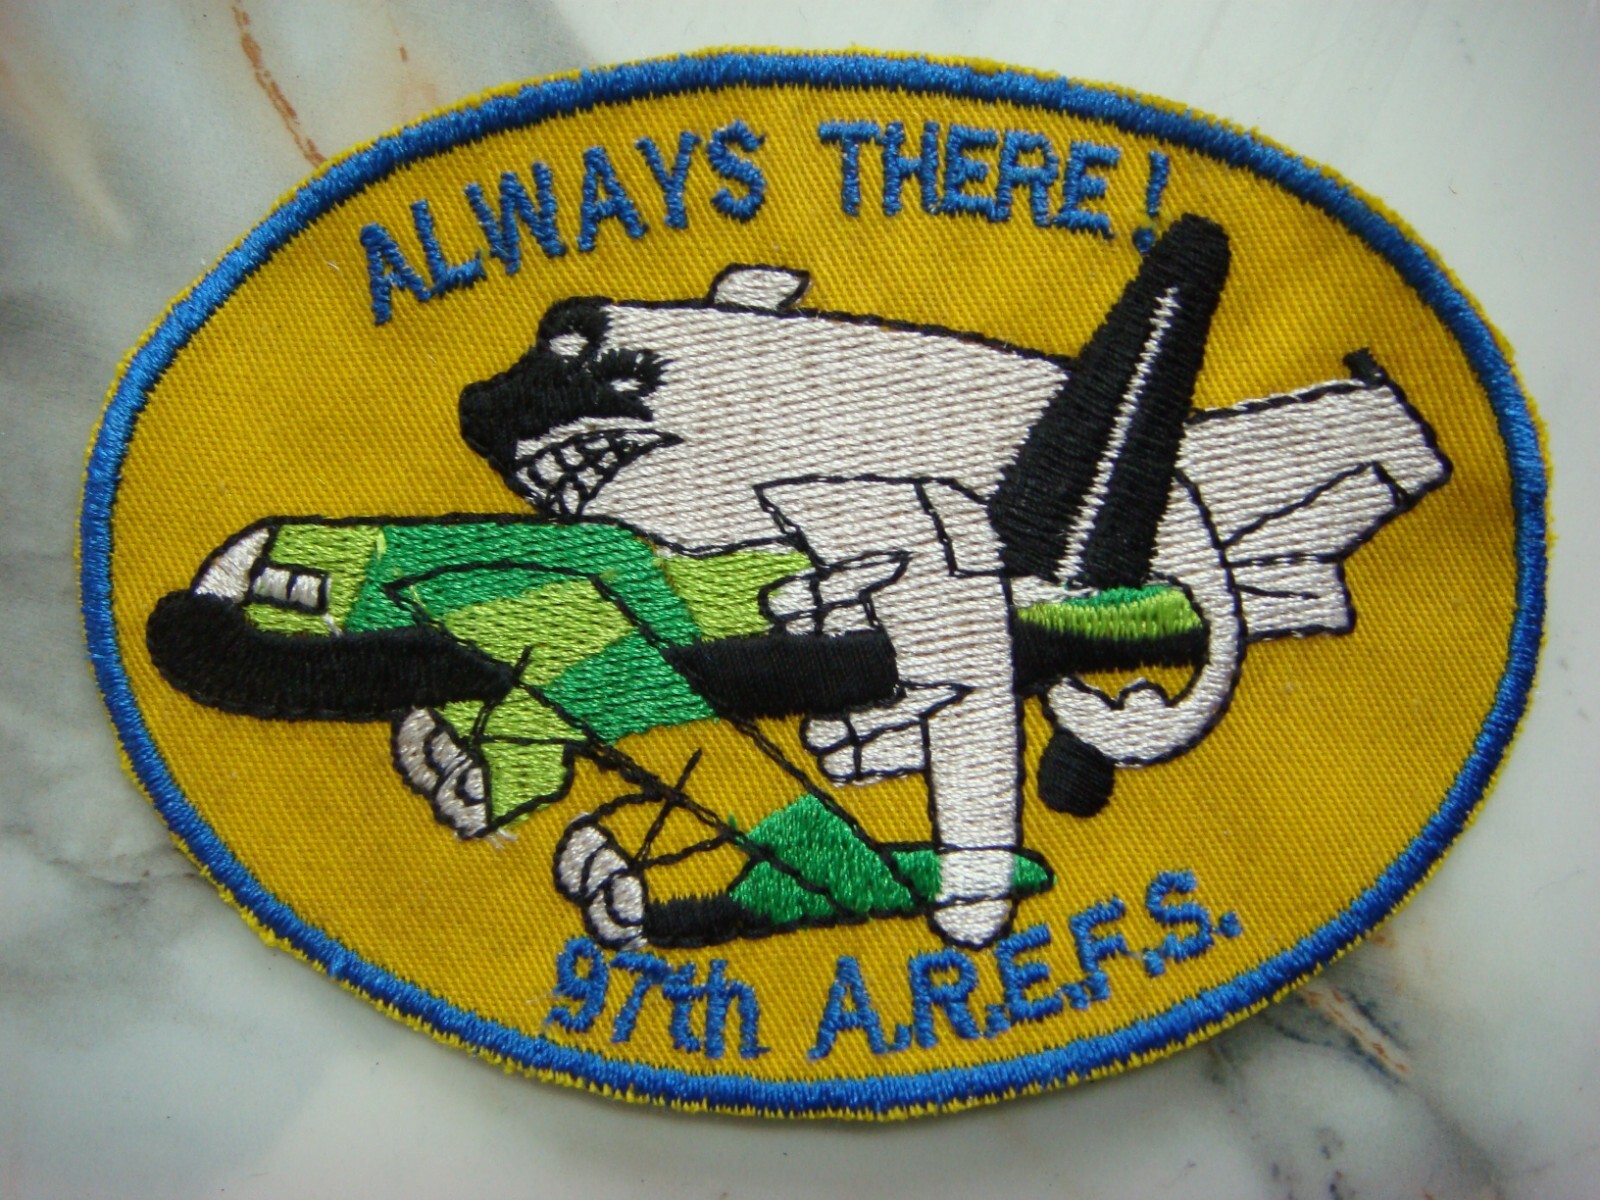 ALWAYS THERE!
97th A.R.E.F.S.